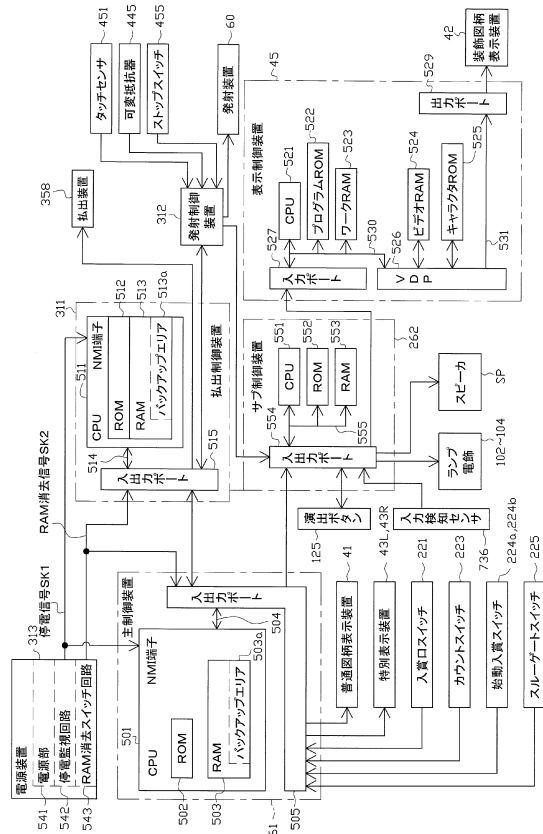 電源装置
313
電源部
541
停電監視回路
542
RAM消去スイッチ回路
543
停電信号SK1
RAM消去信号SK2
主制御装置
501
NMI端子
CPU
ROM
502
RAM
503
バックアップエリア
503a
504
入出力ポート
505
払出制御装置
311
511
NMI端子
CPU
ROM
512
RAM
513
バックアップエリア
513a
514
入出力ポート
515
払出装置
358
発射制御装置
312
タッチセンサ
451
可変抵抗器
445
ストップスイッチ
455
発射装置
60
サブ制御装置
262
CPU
551
ROM
552
RAM
553
入出力ポート
554
555
表示制御装置
45
CPU
521
プログラムROM
522
ワークRAM
523
ビデオRAM
524
キャラクタROM
525
VDP
526
入力ポート
527
出力ポート
529
530
531
装飾図柄表示装置
42
スピーカ
SP
ランプ電飾
102~104
演出ボタン
125
入力検知センサ
736
普通図柄表示装置
41
特別表示装置
43L,43R
入賞口スイッチ
221
カウントスイッチ
223
始動入賞スイッチ
224a,224b
スルーゲートスイッチ
225